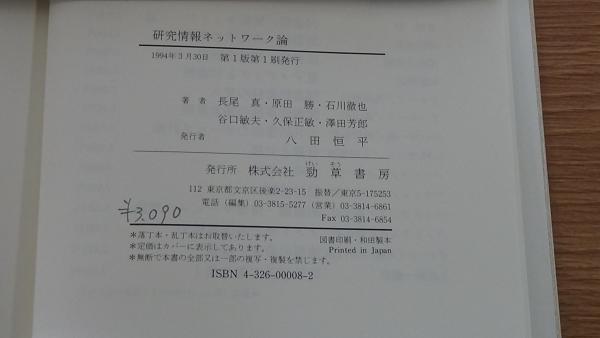 研究情報ネットワーク論
1994年3月30日　第1版第1刷発行
著者　長尾　真・原田　勝・石川徹也
谷口敏夫・久保正敏・澤田芳郎
発行者　八田恒平
けい　そう
発行所　株式会社　勁草書房
112 東京都文京区後楽2-23-15　振替／東京5-175253
電話（編集）03-3815-5277（営業）03-3814-6861
Fax 03-3814-6854
¥3,090
＊落丁本・乱丁本はお取替いたします。　図書印刷・和田製本
＊定価はカバーに表示してあります。　Printed in Japan
＊無断で本書の全部又は一部の複写・複製を禁じます。
ISBN 4-326-00008-2